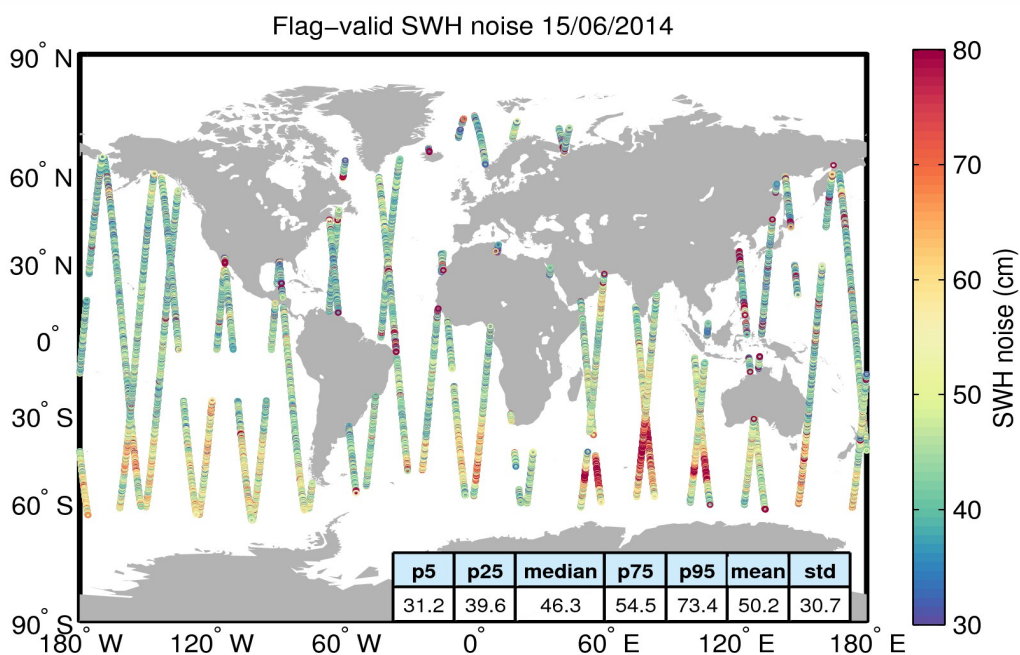 Flag−valid SWH noise 15/06/2014
90° N
60° N
30° N
0°
30° S
60° S
90° S
180° W
120° W
60° W
0°
60° E
120° E
180° E
p5 p25 median p75 p95 mean std
31.2 39.6 46.3 54.5 73.4 50.2 30.7
80
70
60
50
40
30
SWH noise (cm)